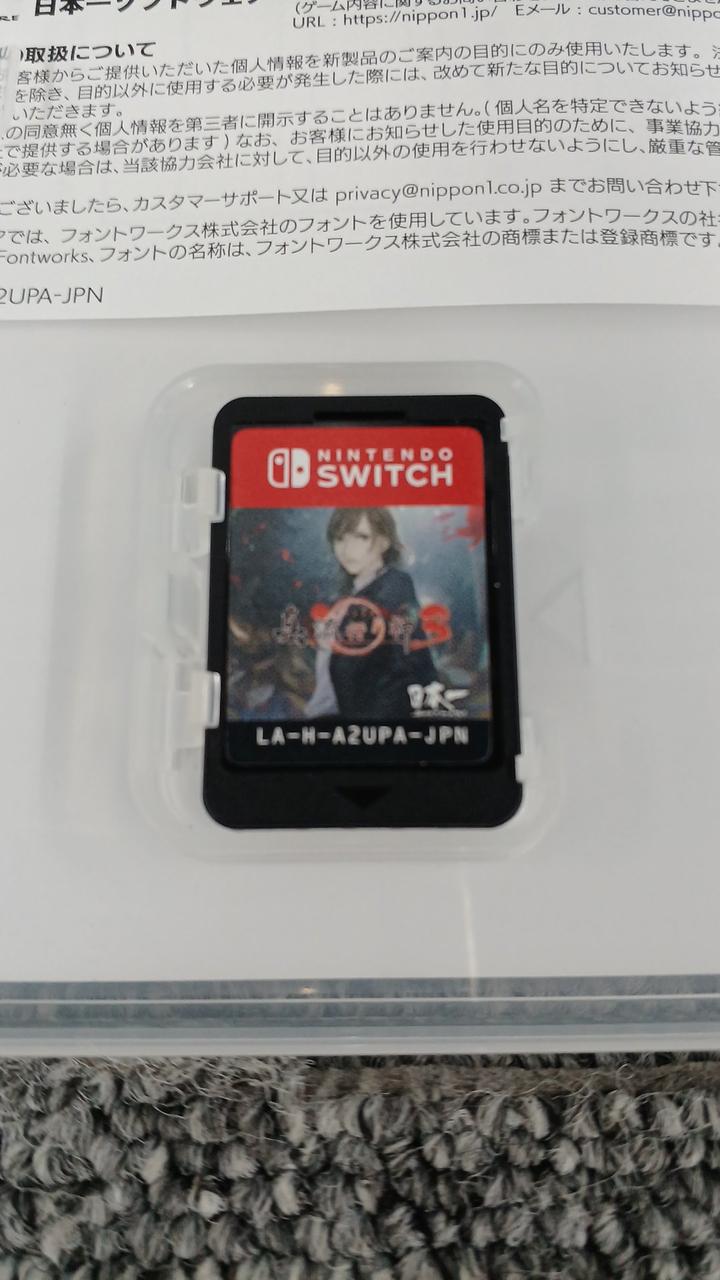 日本一ソフトウェア
URL : https://nippon1.jp/ Eメール : customer@nippo
取扱について
客様からご提供いただいた個人情報を新製品のご案内の目的にのみ使用いたします。
を除き、目的以外に使用する必要が発生した際には、改めて新たな目的についてお知らせ
いただきます。
の同意無く個人情報を第三者に開示することはありません。( 個人名を特定できないよう
で提供する場合があります ) なお、お客様にお知らせした使用目的のために、事業協力
必要な場合は、当該協力会社に対して、目的以外の使用を行わせないようにし、厳重な管
ございましたら、カスタマーサポート又は privacy@nippon1.co.jp までお問い合わせ下
では、フォントワークス株式会社のフォントを使用しています。フォントワークスの社
Fontworks、フォントの名称は、フォントワークス株式会社の商標または登録商標です。
2UPA-JPN
NINTENDO
SWITCH
3
日本一
LA-H-A2UPA-JPN